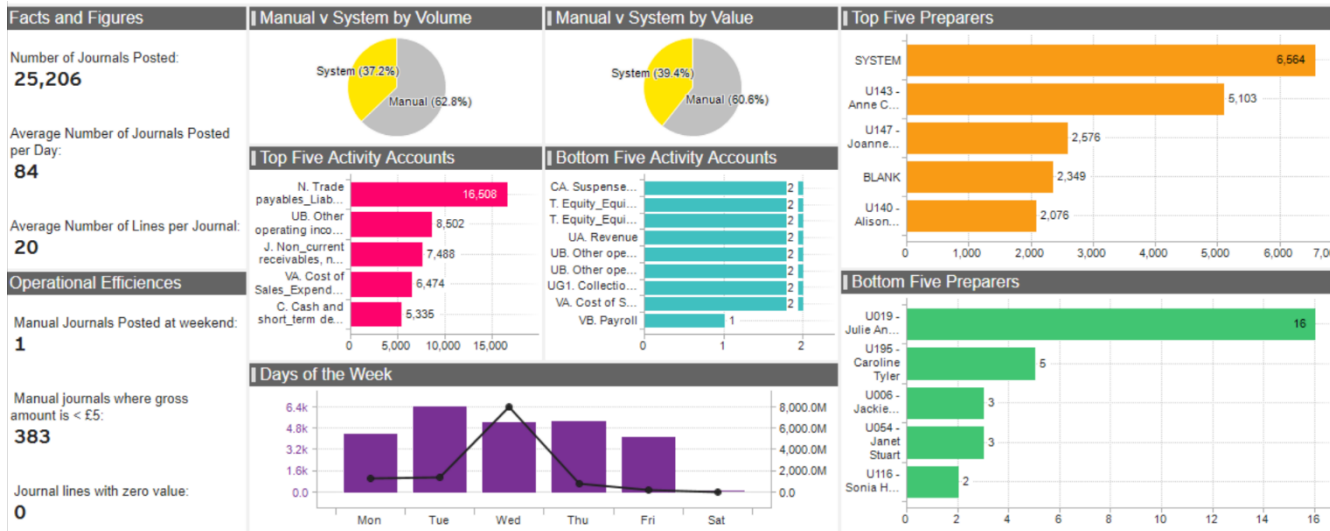 Facts and Figures
Number of Journals Posted:
25,206
Average Number of Journals Posted
per Day:
84
Average Number of Lines per Journal:
20
Operational Efficiences
Manual Journals Posted at weekend:
1
Manual journals where gross
amount is < £5:
383
Journal lines with zero value:
0
Manual v System by Volume
System (37.2%)
Manual (62.8%)
Manual v System by Value
System (39.4%)
Manual (60.6%)
Top Five Activity Accounts
N. Trade
payables_Liab...
16,508
UB. Other
operating inco...
8,502
J. Non_current
receivables, n...
7,488
VA. Cost of
Sales_Expend...
6,474
C. Cash and
short_term de...
5,335
0 5,000 10,000 15,000
Bottom Five Activity Accounts
CA. Suspense... 2
T. Equity_Equi... 2
T. Equity_Equi... 2
UA. Revenue 2
UB. Other ope... 2
UB. Other ope... 2
UG1. Collectio... 2
VA. Cost of S... 2
VB. Payroll 1
0 1 2
Days of the Week
6.4k 8,000.0M
4.8k 6,000.0M
3.2k 4,000.0M
1.6k 2,000.0M
0.0 0.0
Mon Tue Wed Thu Fri Sat
Top Five Preparers
SYSTEM 6,564
U143 -
Anne C...
5,103
U147 -
Joanne...
2,576
BLANK 2,349
U140 -
Alison...
2,076
0 1,000 2,000 3,000 4,000 5,000 6,000 7,0
Bottom Five Preparers
U019 -
Julie An...
16
U195 -
Caroline
Tyler
5
U006 -
Jackie...
3
U054 -
Janet
Stuart
3
U116 -
Sonia H...
2
0 2 4 6 8 10 12 14 16